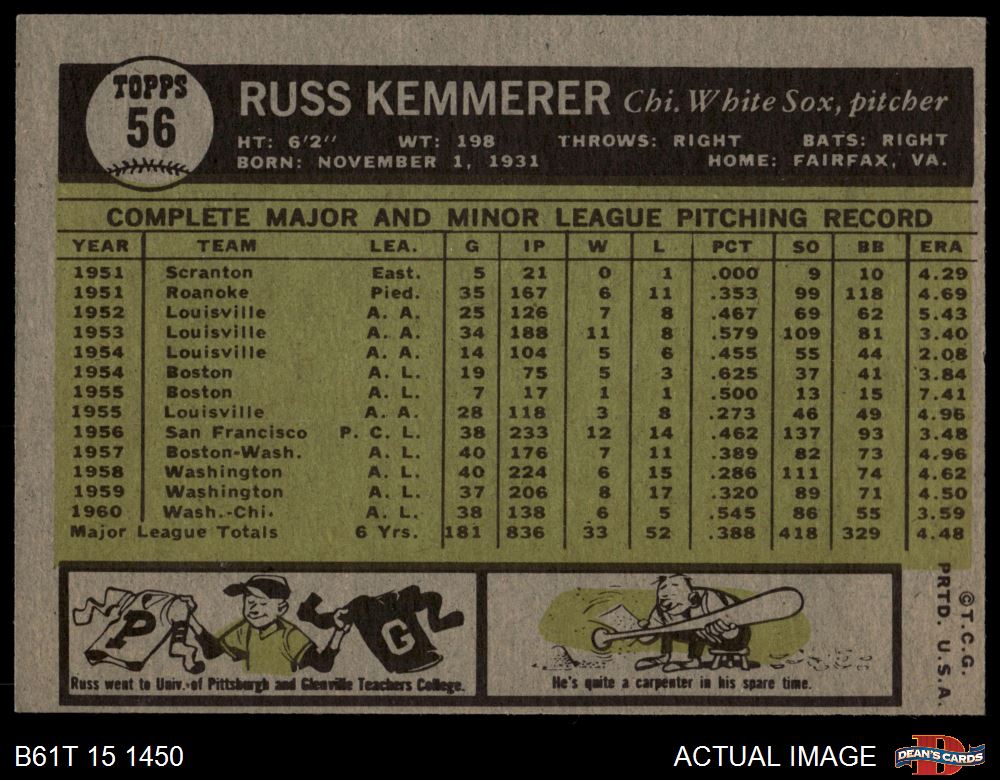 TOPPS
56
RUSS KEMMERER Chi. White Sox, pitcher
HT: 6'2" WT: 198 THROWS: RIGHT BATS: RIGHT
BORN: NOVEMBER 1, 1931 HOME: FAIRFAX, VA.
COMPLETE MAJOR AND MINOR LEAGUE PITCHING RECORD
YEAR TEAM LEA. G IP W L PCT SO BB ERA
1951 Scranton East. 5 21 0 1 .000 9 10 4.29
1951 Roanoke Pied. 35 167 6 11 .353 99 118 4.69
1952 Louisville A. A. 25 126 7 8 .467 69 62 5.43
1953 Louisville A. A. 34 188 11 8 .579 109 81 3.40
1954 Louisville A. A. 14 104 5 6 .455 55 44 2.08
1954 Boston A. L. 19 75 5 3 .625 37 41 3.84
1955 Boston A. L. 7 17 1 1 .500 13 15 7.41
1955 Louisville A. A. 28 118 3 8 .273 46 49 4.96
1956 San Francisco P. C. L. 38 233 12 14 .462 137 93 3.48
1957 Boston-Wash. A. L. 40 176 7 11 .389 82 73 4.96
1958 Washington A. L. 40 224 6 15 .286 111 74 4.62
1959 Washington A. L. 37 206 8 17 .320 89 71 4.50
1960 Wash.-Chi. A. L. 38 138 6 5 .545 86 55 3.59
Major League Totals 6 Yrs. 181 836 33 52 .388 418 329 4.48
P
G
Russ went to Univ. of Pittsburgh and Glenville Teachers College.
He's quite a carpenter in his spare time.
©T.C.G.
PRTD. U.S.A.
B61T 15 1450
ACTUAL IMAGE
D
DEAN'S CARDS